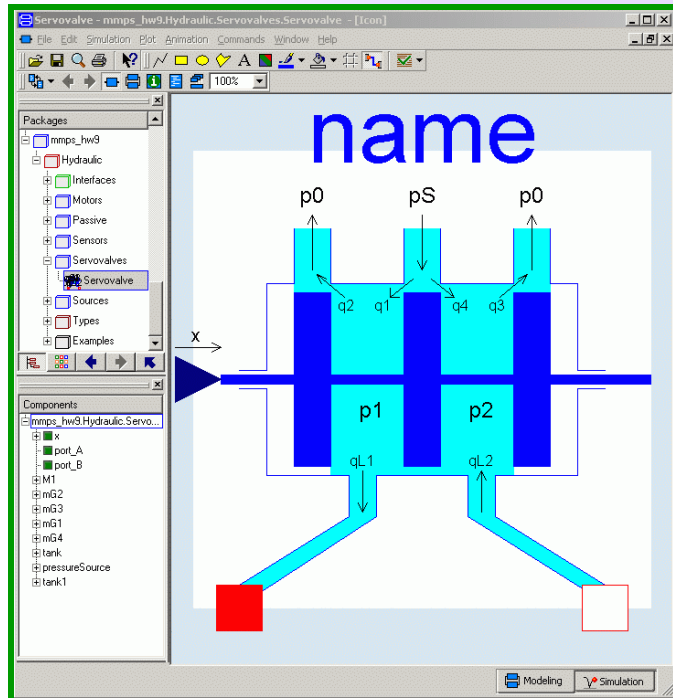 Servovalve - mmps_hw9.Hydraulic.Servovalves.Servovalve - [Icon]
File Edit Simulation Plot Animation Commands Window Help
A
100%
Packages
mmps_hw9
Hydraulic
Interfaces
Motors
Passive
Sensors
Servovalves
Servovalve
Sources
Types
Examples
Components
mmps_hw9.Hydraulic.Servo...
x
port_A
port_B
M1
mG2
mG3
mG1
mG4
tank
pressureSource
tank1
name
p0 pS p0
q2 q1 q4 q3
x
p1 p2
qL1 qL2
Modeling Simulation